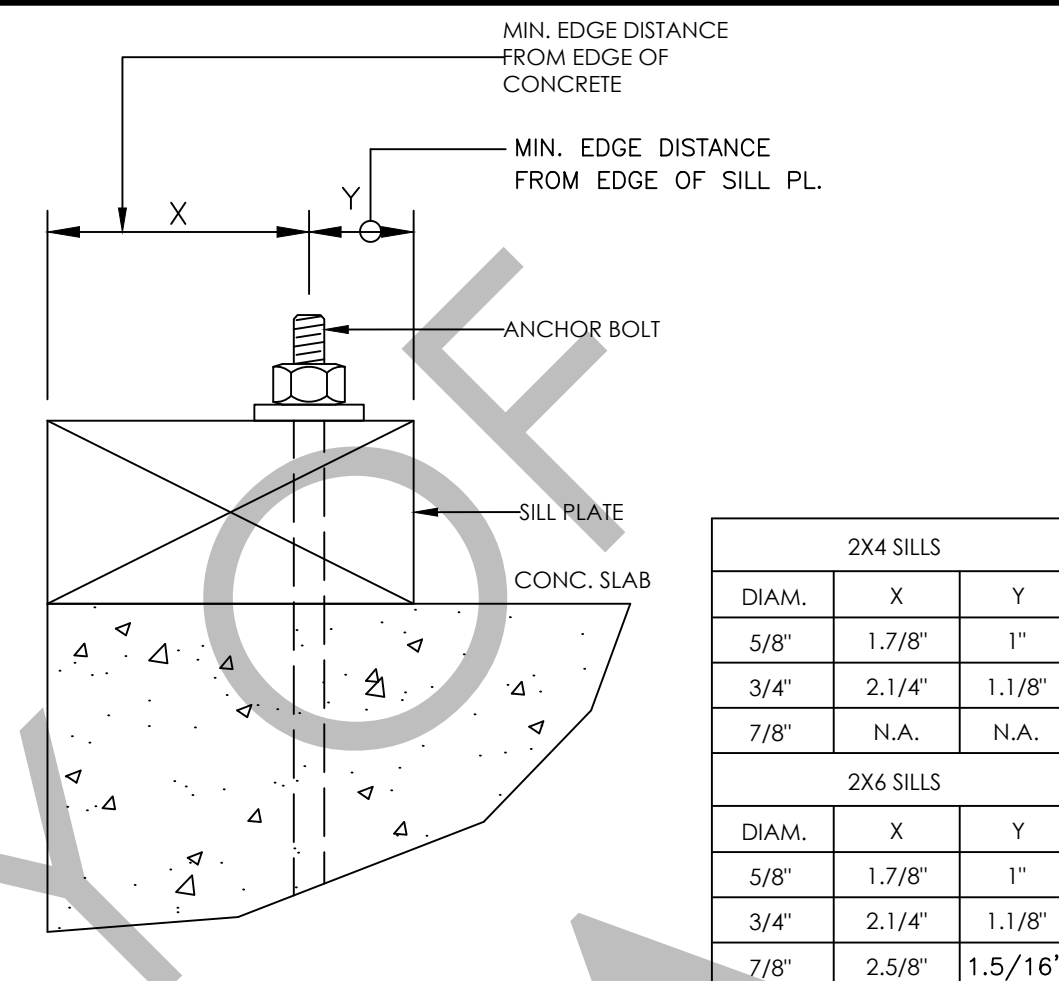 MIN. EDGE DISTANCE
FROM EDGE OF
CONCRETE
MIN. EDGE DISTANCE
FROM EDGE OF SILL PL.
X
Y
ANCHOR BOLT
SILL PLATE
CONC. SLAB
2X4 SILLS
DIAM. X Y
5/8" 1.7/8" 1"
3/4" 2.1/4" 1.1/8"
7/8" N.A. N.A.
2X6 SILLS
DIAM. X Y
5/8" 1.7/8" 1"
3/4" 2.1/4" 1.1/8"
7/8" 2.5/8" 1.5/16"
Y OF